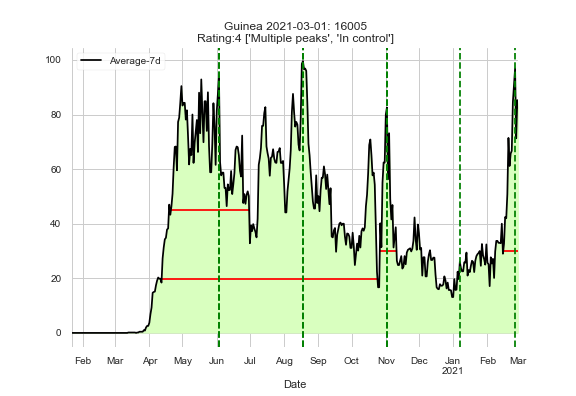 Guinea 2021-03-01: 16005
Rating:4 ['Multiple peaks', 'In control']
Average-7d
100
80
60
40
20
0
Feb Mar Apr May Jun Jul Aug Sep Oct Nov Dec Jan Feb Mar
2021
Date